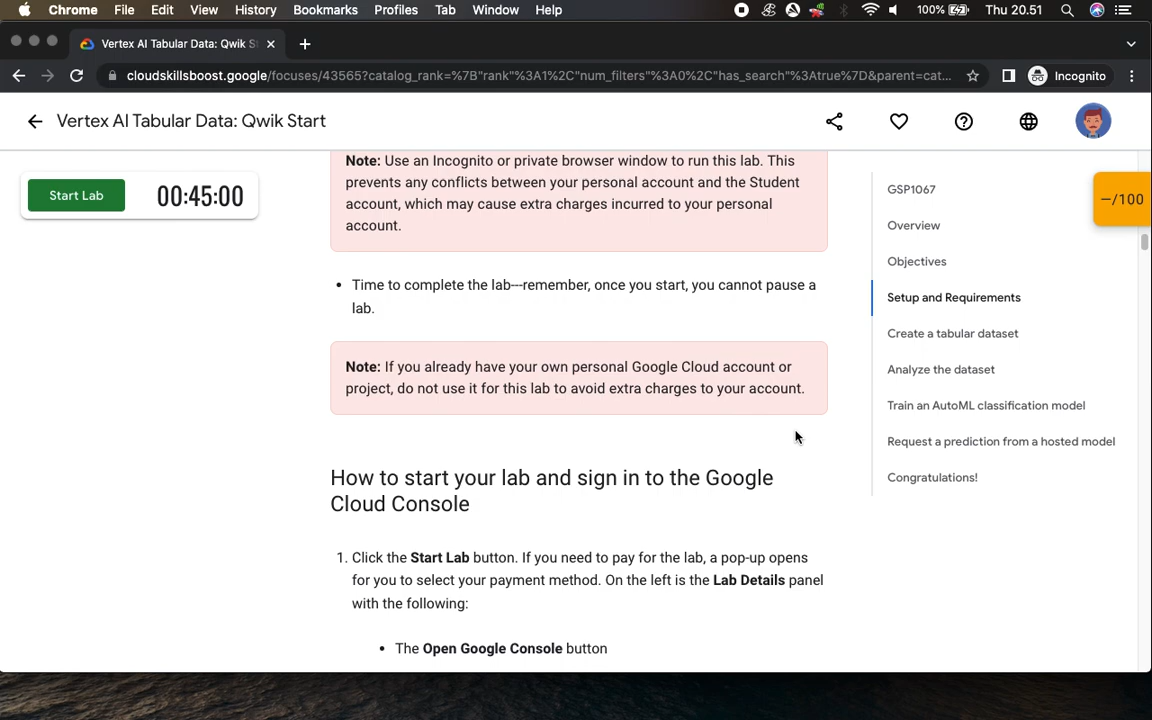 Chrome File Edit View History Bookmarks Profiles Tab Window Help 100% Thu 20.51
Vertex AI Tabular Data: Qwik S
cloudskillsboost.google/focuses/43565?catalog_rank=%7B"rank"%3A1%2C"num_filters"%3A0%2C"has_search"%3Atrue%7D&parent=cat... Incognito
Vertex AI Tabular Data: Qwik Start
Start Lab 00:45:00
Note: Use an Incognito or private browser window to run this lab. This
prevents any conflicts between your personal account and the Student
account, which may cause extra charges incurred to your personal
account.
• Time to complete the lab---remember, once you start, you cannot pause a
lab.
Note: If you already have your own personal Google Cloud account or
project, do not use it for this lab to avoid extra charges to your account.
How to start your lab and sign in to the Google
Cloud Console
1. Click the Start Lab button. If you need to pay for the lab, a pop-up opens
for you to select your payment method. On the left is the Lab Details panel
with the following:
• The Open Google Console button
GSP1067
Overview
Objectives
Setup and Requirements
Create a tabular dataset
Analyze the dataset
Train an AutoML classification model
Request a prediction from a hosted model
Congratulations!
–/100